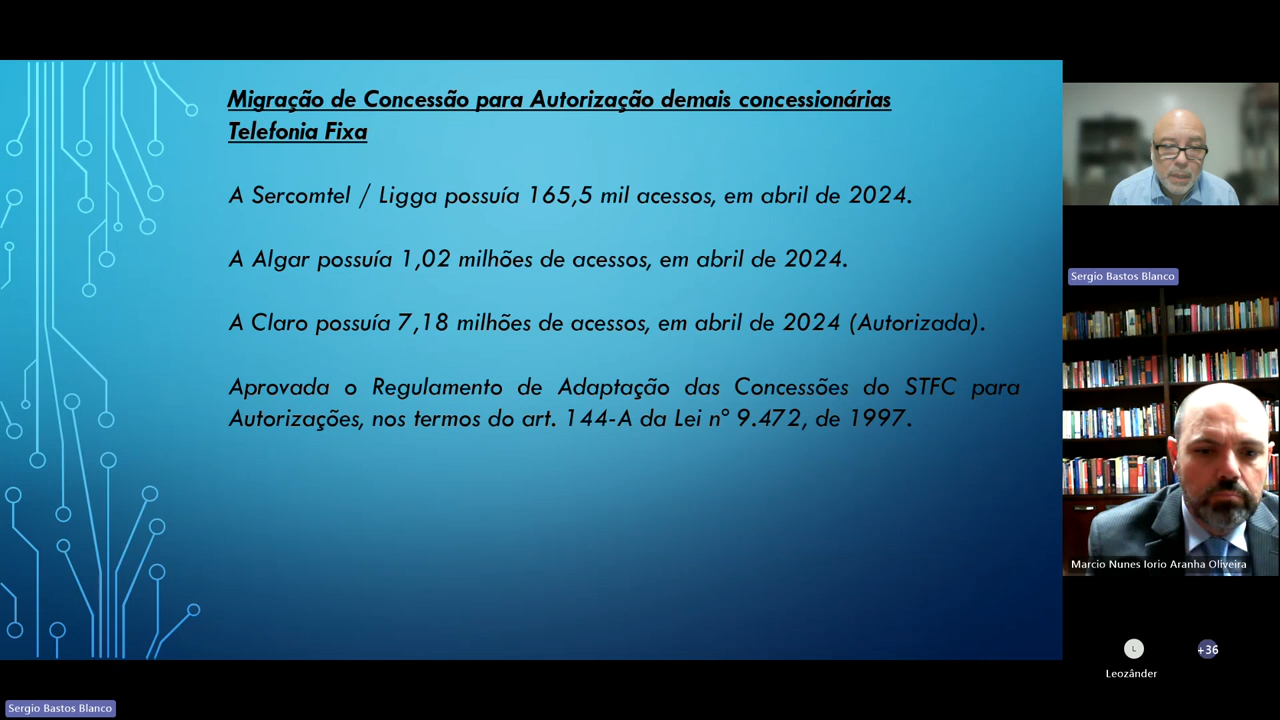 Migração de Concessão para Autorização demais concessionárias
Telefonia Fixa
A Sercomtel / Ligga possuía 165,5 mil acessos, em abril de 2024.
A Algar possuía 1,02 milhões de acessos, em abril de 2024.
A Claro possuía 7,18 milhões de acessos, em abril de 2024 (Autorizada).
Aprovada o Regulamento de Adaptação das Concessões do STFC para
Autorizações, nos termos do art. 144-A da Lei nº 9.472, de 1997.
Sergio Bastos Blanco
Marcio Nunes Iorio Aranha Oliveira
L
+36
Leozânder
Sergio Bastos Blanco